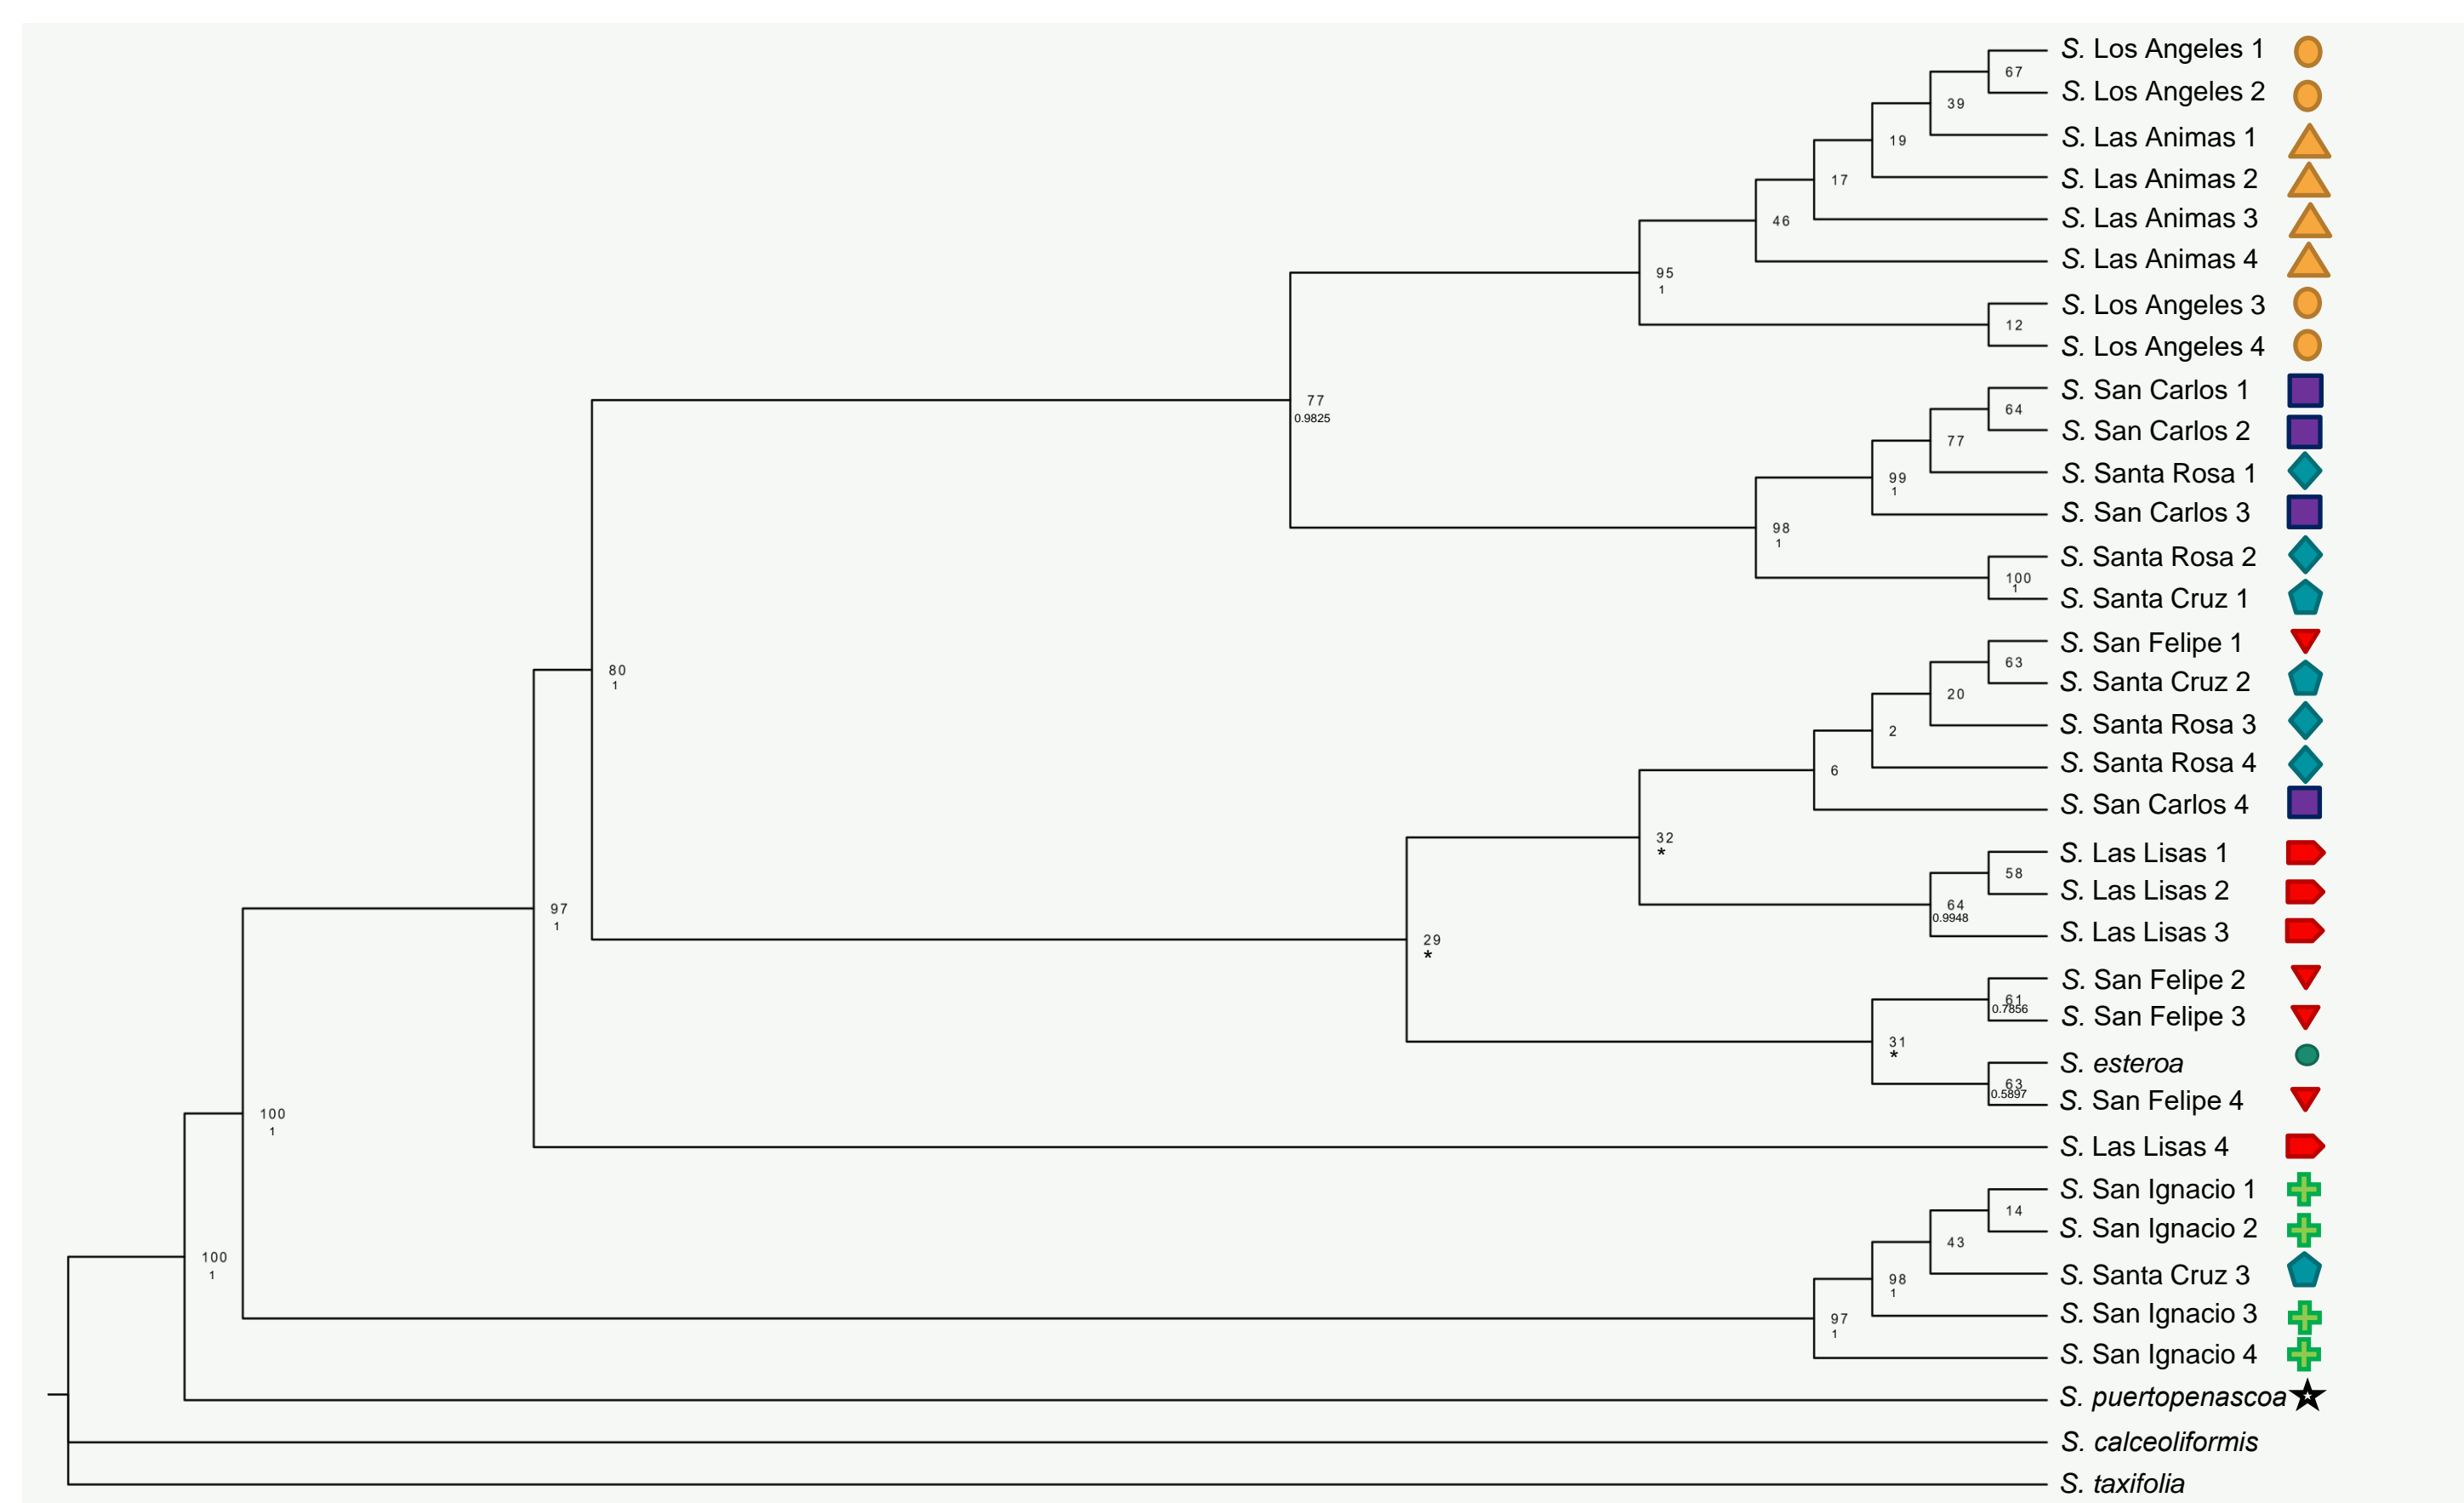 S. Los Angeles 1
67
S. Los Angeles 2
39
S. Las Animas 1
19
S. Las Animas 2
17
S. Las Animas 3
46
S. Las Animas 4
95
1
S. Los Angeles 3
12
S. Los Angeles 4
77
0.9825
S. San Carlos 1
64
S. San Carlos 2
77
S. Santa Rosa 1
99
1
S. San Carlos 3
98
1
S. Santa Rosa 2
100
1
S. Santa Cruz 1
80
1
S. San Felipe 1
63
S. Santa Cruz 2
20
S. Santa Rosa 3
2
S. Santa Rosa 4
6
S. San Carlos 4
32
*
S. Las Lisas 1
58
S. Las Lisas 2
64
0.9948
S. Las Lisas 3
97
1
29
*
S. San Felipe 2
61
0.7856
S. San Felipe 3
31
*
S. esteroa
63
0.5897
S. San Felipe 4
100
1
S. Las Lisas 4
S. San Ignacio 1
14
S. San Ignacio 2
43
100
1
S. Santa Cruz 3
98
1
S. San Ignacio 3
97
1
S. San Ignacio 4
S. puertopenascoa
S. calceoliformis
S. taxifolia